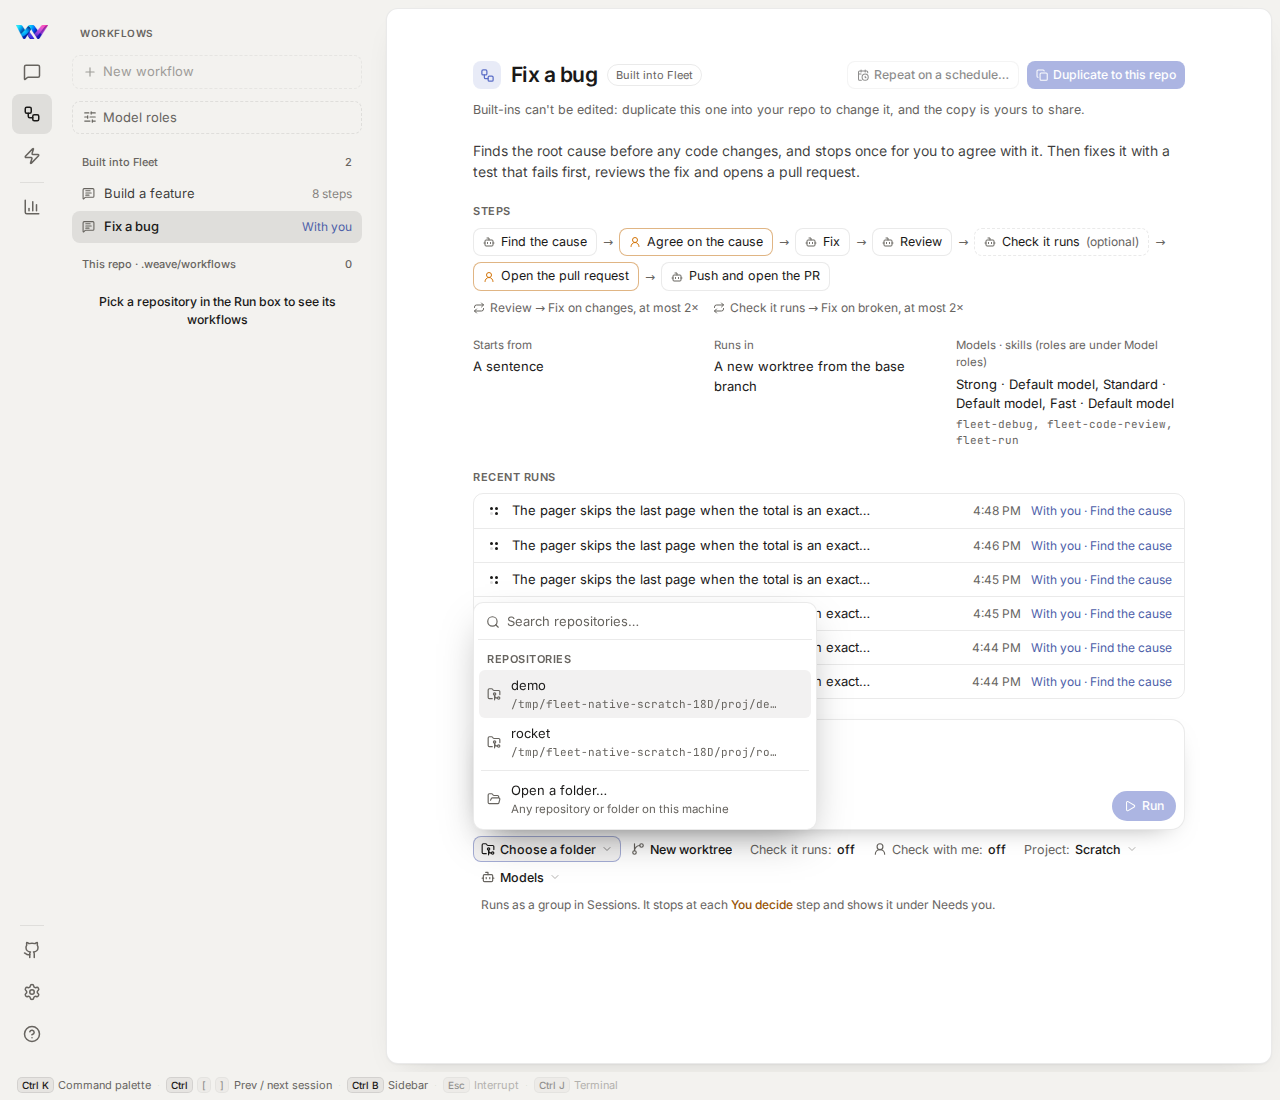 WORKFLOWS
New workflow
Model roles
Built into Fleet 2
Build a feature 8 steps
Fix a bug With you
This repo · .weave/workflows 0
Pick a repository in the Run box to see its
workflows
Fix a bug Built into Fleet Repeat on a schedule... Duplicate to this repo
Built-ins can't be edited: duplicate this one into your repo to change it, and the copy is yours to share.
Finds the root cause before any code changes, and stops once for you to agree with it. Then fixes it with a
test that fails first, reviews the fix and opens a pull request.
STEPS
Find the cause → Agree on the cause → Fix → Review → Check it runs (optional) →
Open the pull request → Push and open the PR
Review → Fix on changes, at most 2× Check it runs → Fix on broken, at most 2×
Starts from
A sentence
Runs in
A new worktree from the base
branch
Models · skills (roles are under Model
roles)
Strong · Default model, Standard ·
Default model, Fast · Default model
fleet-debug, fleet-code-review,
fleet-run
RECENT RUNS
The pager skips the last page when the total is an exact... 4:48 PM With you · Find the cause
The pager skips the last page when the total is an exact... 4:46 PM With you · Find the cause
The pager skips the last page when the total is an exact... 4:45 PM With you · Find the cause
n exact... 4:45 PM With you · Find the cause
n exact... 4:44 PM With you · Find the cause
n exact... 4:44 PM With you · Find the cause
Search repositories...
REPOSITORIES
demo
/tmp/fleet-native-scratch-18D/proj/de...
rocket
/tmp/fleet-native-scratch-18D/proj/ro...
Open a folder...
Any repository or folder on this machine
Run
Choose a folder New worktree Check it runs: off Check with me: off Project: Scratch
Models
Runs as a group in Sessions. It stops at each You decide step and shows it under Needs you.
Ctrl K Command palette Ctrl [ ] Prev / next session Ctrl B Sidebar Esc Interrupt Ctrl J Terminal